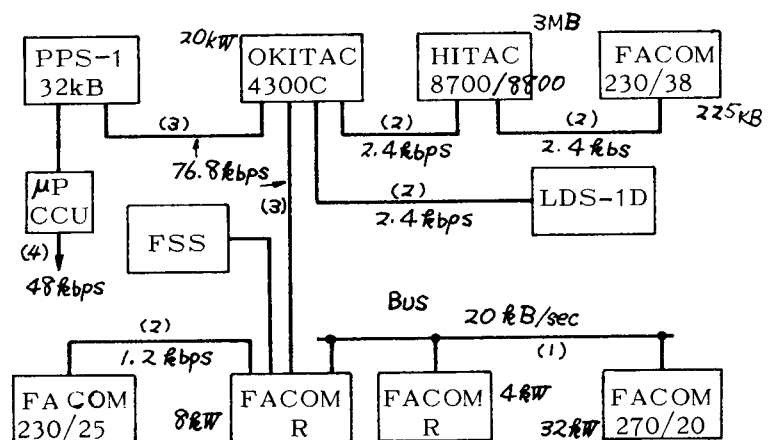 3MB
20kW
PPS-1
32kB
OKITAC
4300C
HITAC
8700/8800
FACOM
230/38
225KB
(3)
(2)
2.4kbps
(2)
2.4kbs
76.8kbps
(3)
(2)
2.4kbps
LDS-1D
μP
CCU
(4)
48kbps
FSS
Bus
20kB/sec
(1)
(2)
1.2kbps
FACOM
230/25
8kW
FACOM
R
FACOM
R
4kW
32kW
FACOM
270/20